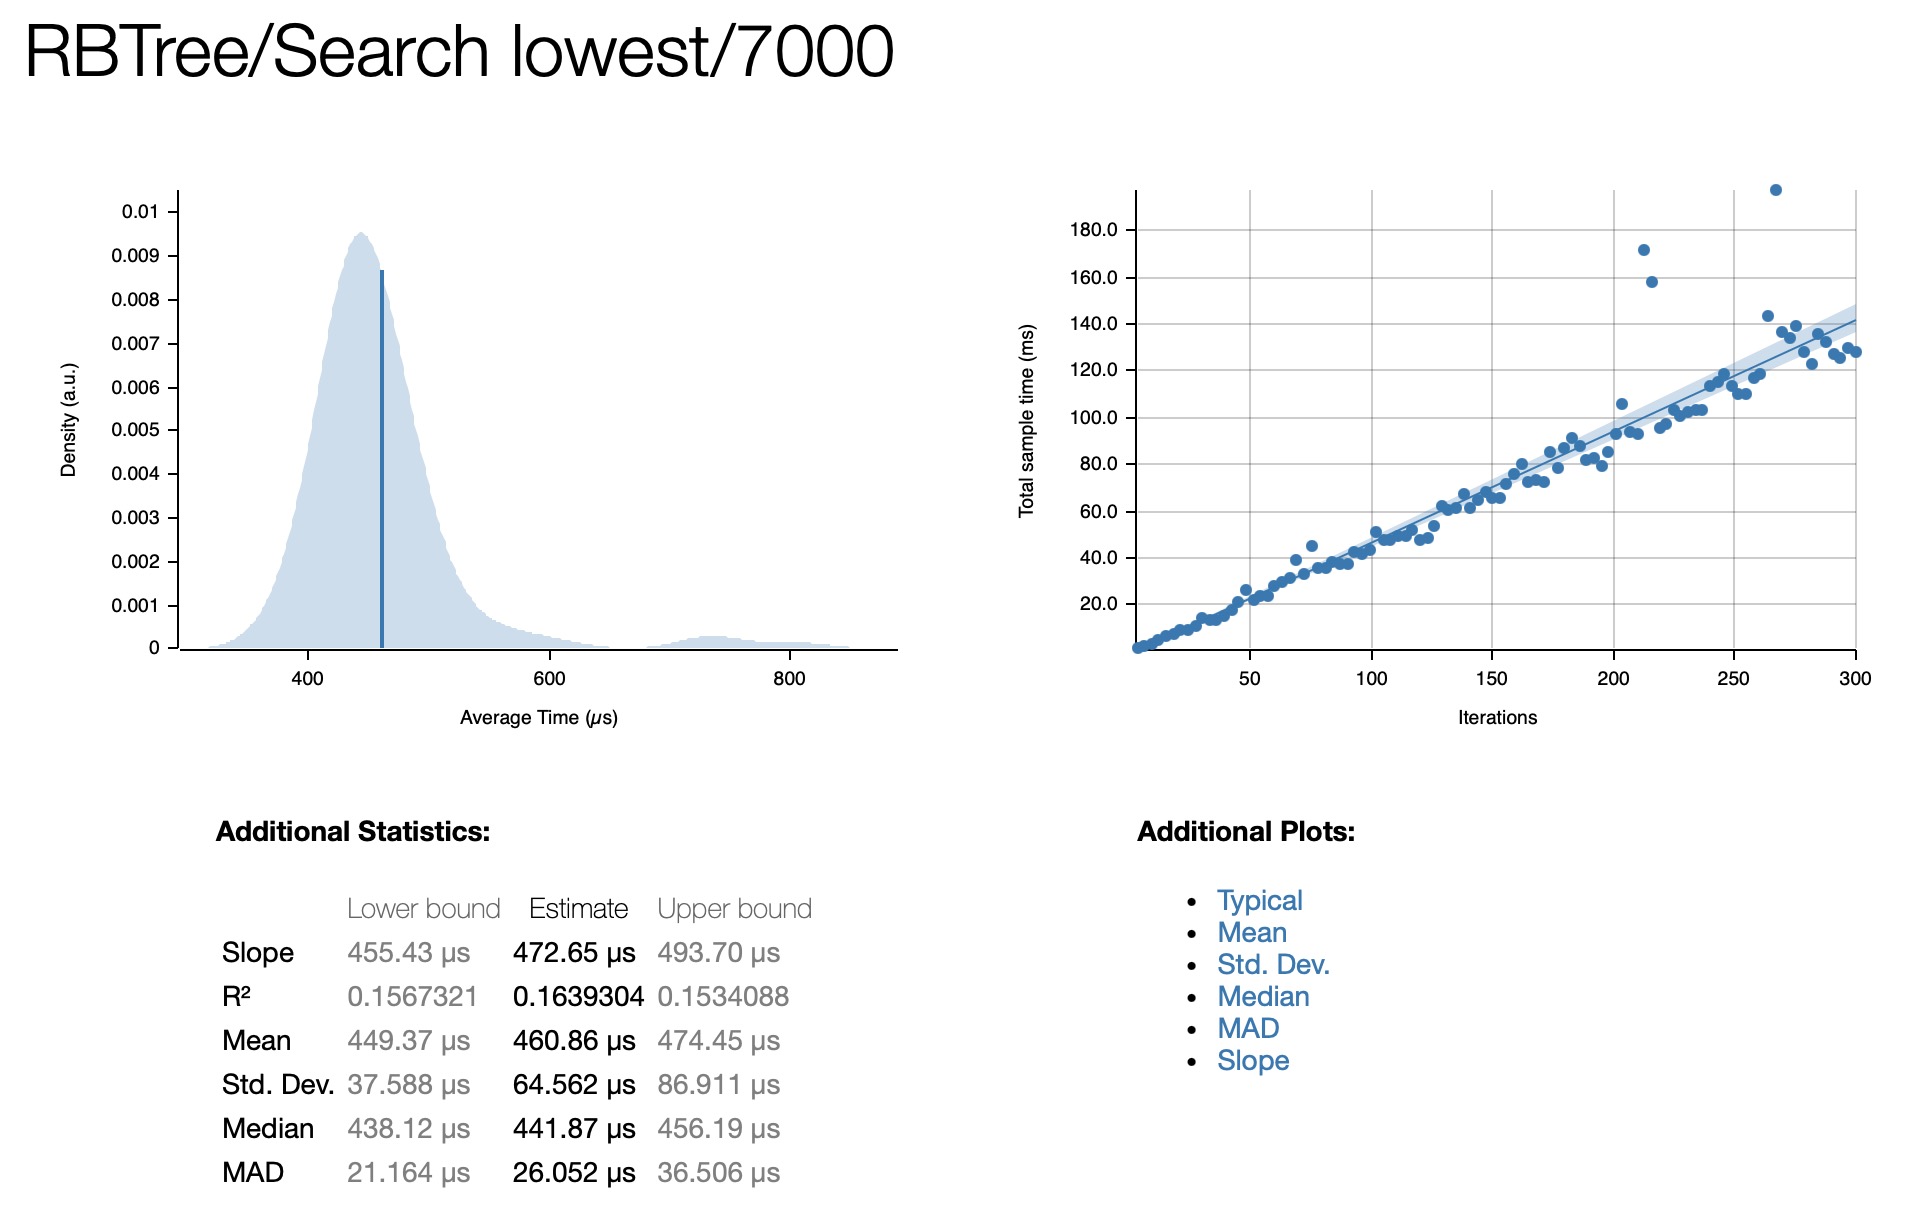 RBTree/Search lowest/7000
0.01
0.009
0.008
0.007
0.006
0.005
0.004
0.003
0.002
0.001
0
Density (a.u.)
400 600 800
Average Time (µs)
180.0
160.0
140.0
120.0
100.0
80.0
60.0
40.0
20.0
Total sample time (ms)
50 100 150 200 250 300
Iterations
Additional Statistics:
Lower bound Estimate Upper bound
Slope 455.43 µs 472.65 µs 493.70 µs
R² 0.1567321 0.1639304 0.1534088
Mean 449.37 µs 460.86 µs 474.45 µs
Std. Dev. 37.588 µs 64.562 µs 86.911 µs
Median 438.12 µs 441.87 µs 456.19 µs
MAD 21.164 µs 26.052 µs 36.506 µs
Additional Plots:
• Typical
• Mean
• Std. Dev.
• Median
• MAD
• Slope